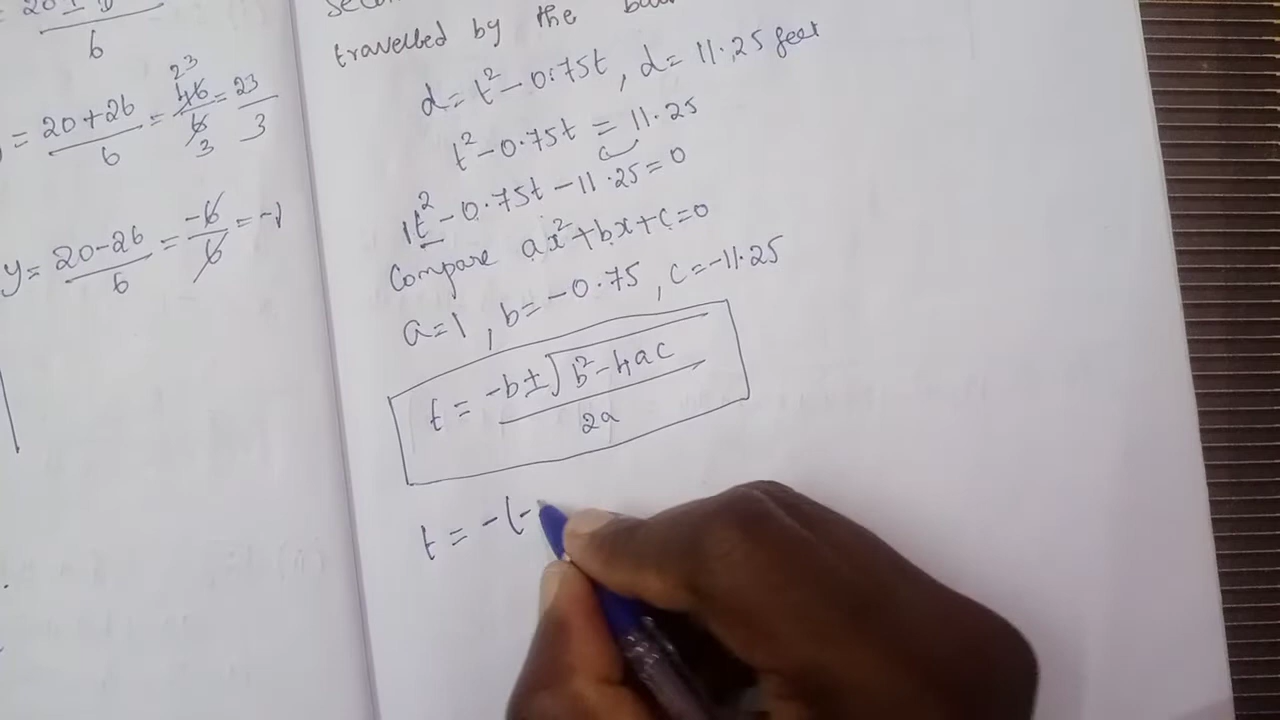 6
= 20+26/6 = 46/6 = 23/3
23
3
y= 20-26/6 = -6/6 = -1
travelled by the
d= t²-0.75t, d= 11.25 feet
t²-0.75t = 11.25
1t²-0.75t-11.25=0
Compare ax²+bx+c=0
a=1, b=-0.75, c=-11.25
t = -b±√b²-4ac/2a
t = -(-